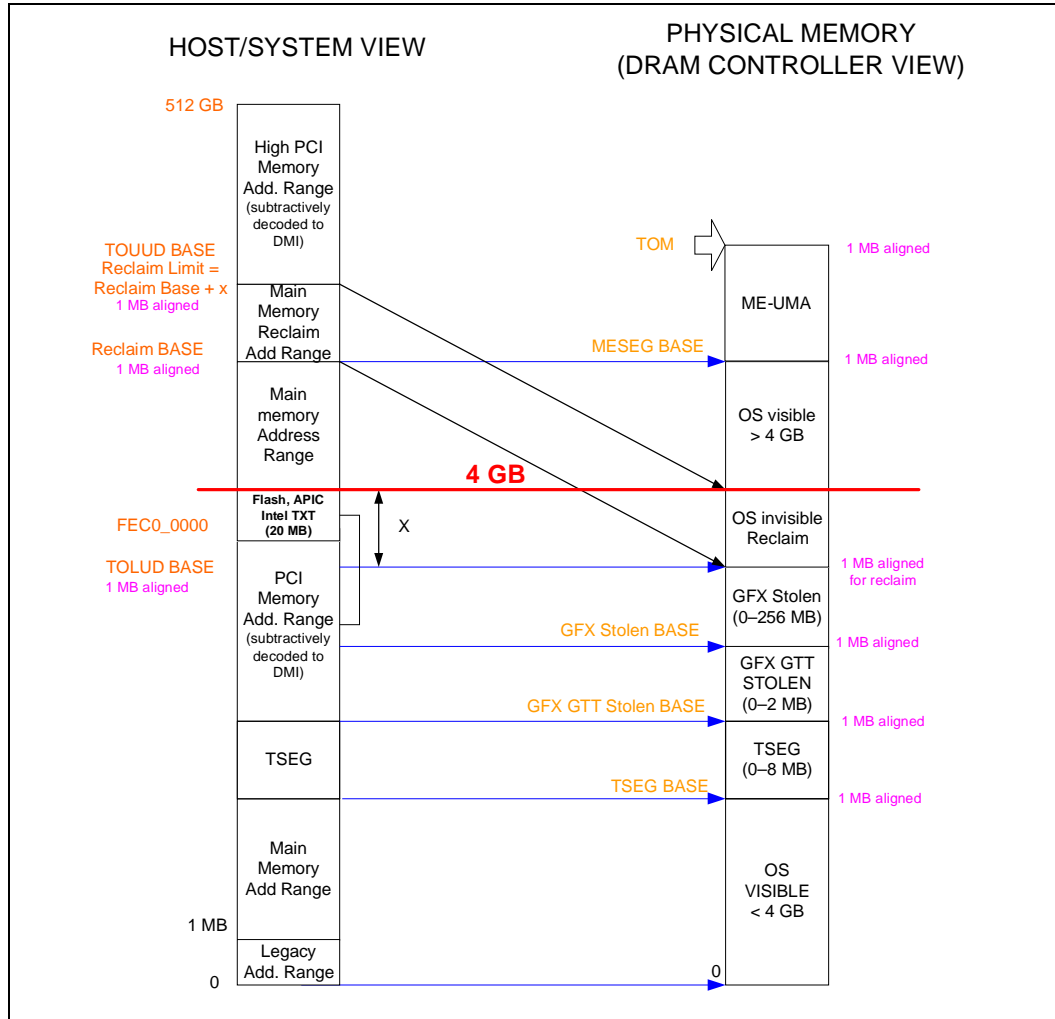 HOST/SYSTEM VIEW
PHYSICAL MEMORY
(DRAM CONTROLLER VIEW)
512 GB
High PCI
Memory
Add. Range
(subtractively
decoded to
DMI)
TOUUD BASE
Reclaim Limit =
Reclaim Base + x
1 MB aligned
TOM
1 MB aligned
Main
Memory
Reclaim
Add Range
ME-UMA
Reclaim BASE
1 MB aligned
MESEG BASE
1 MB aligned
Main
memory
Address
Range
OS visible
> 4 GB
4 GB
Flash, APIC
Intel TXT
(20 MB)
FEC0_0000
X
OS invisible
Reclaim
TOLUD BASE
1 MB aligned
1 MB aligned
for reclaim
PCI
Memory
Add. Range
(subtractively
decoded to
DMI)
GFX Stolen
(0–256 MB)
GFX Stolen BASE
1 MB aligned
GFX GTT
STOLEN
(0–2 MB)
GFX GTT Stolen BASE
1 MB aligned
TSEG
TSEG
(0–8 MB)
TSEG BASE
1 MB aligned
Main
Memory
Add Range
OS
VISIBLE
< 4 GB
1 MB
Legacy
Add. Range
0
0